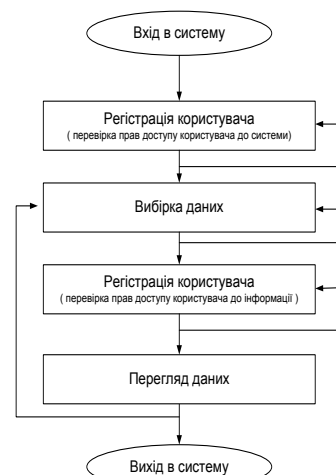 Вхід в систему
Регістрація користувача
( перевірка прав доступу користувача до системи)
Вибірка даних
Регістрація користувача
( перевірка прав доступу користувача до інформації )
Перегляд даних
Вихід в систему